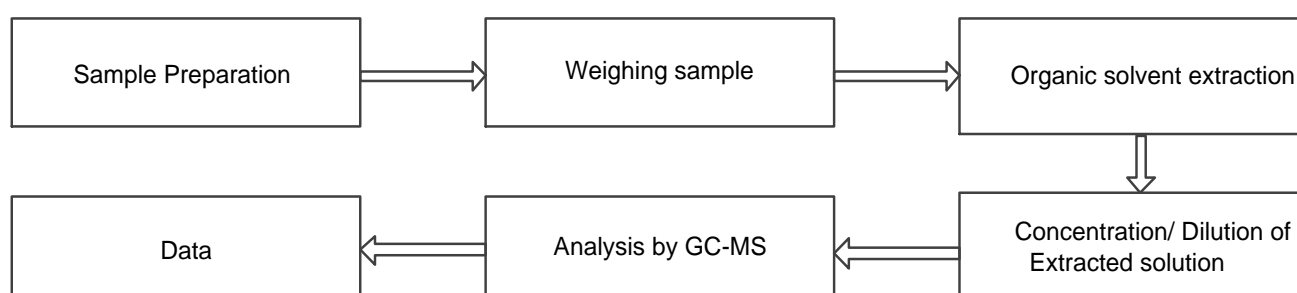 Sample Preparation
Weighing sample
Organic solvent extraction
Concentration/ Dilution of
Extracted solution
Analysis by GC-MS
Data